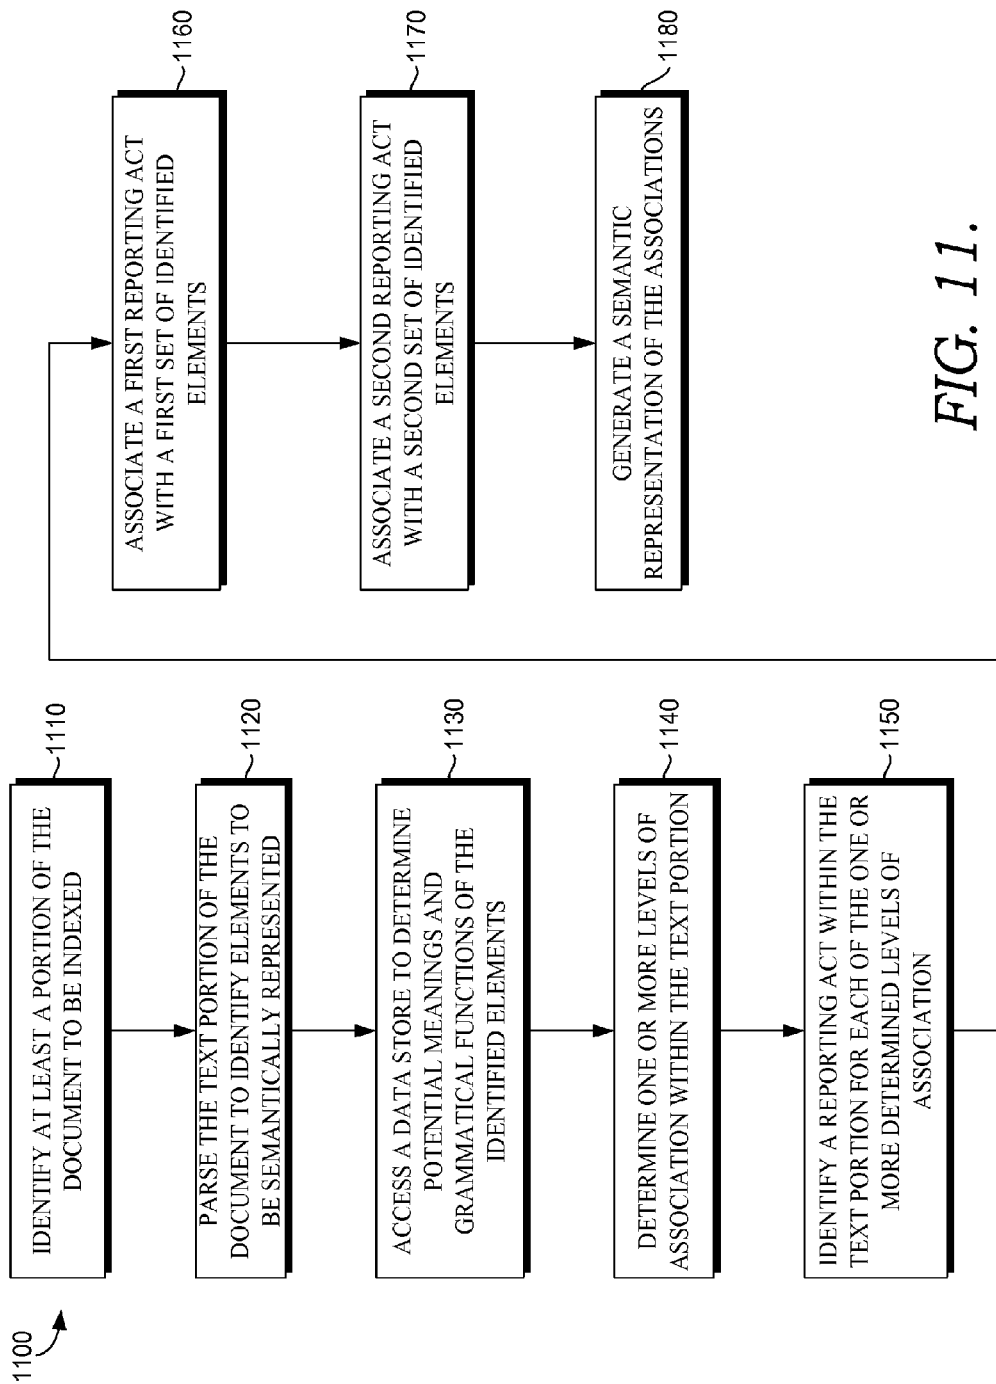 1100
IDENTIFY AT LEAST A PORTION OF THE
DOCUMENT TO BE INDEXED
1110
PARSE THE TEXT PORTION OF THE
DOCUMENT TO IDENTIFY ELEMENTS TO
BE SEMANTICALLY REPRESENTED
1120
ACCESS A DATA STORE TO DETERMINE
POTENTIAL MEANINGS AND
GRAMMATICAL FUNCTIONS OF THE
IDENTIFIED ELEMENTS
1130
DETERMINE ONE OR MORE LEVELS OF
ASSOCIATION WITHIN THE TEXT PORTION
1140
IDENTIFY A REPORTING ACT WITHIN THE
TEXT PORTION FOR EACH OF THE ONE OR
MORE DETERMINED LEVELS OF
ASSOCIATION
1150
ASSOCIATE A FIRST REPORTING ACT
WITH A FIRST SET OF IDENTIFIED
ELEMENTS
1160
ASSOCIATE A SECOND REPORTING ACT
WITH A SECOND SET OF IDENTIFIED
ELEMENTS
1170
GENERATE A SEMANTIC
REPRESENTATION OF THE ASSOCIATIONS
1180
FIG. 11.